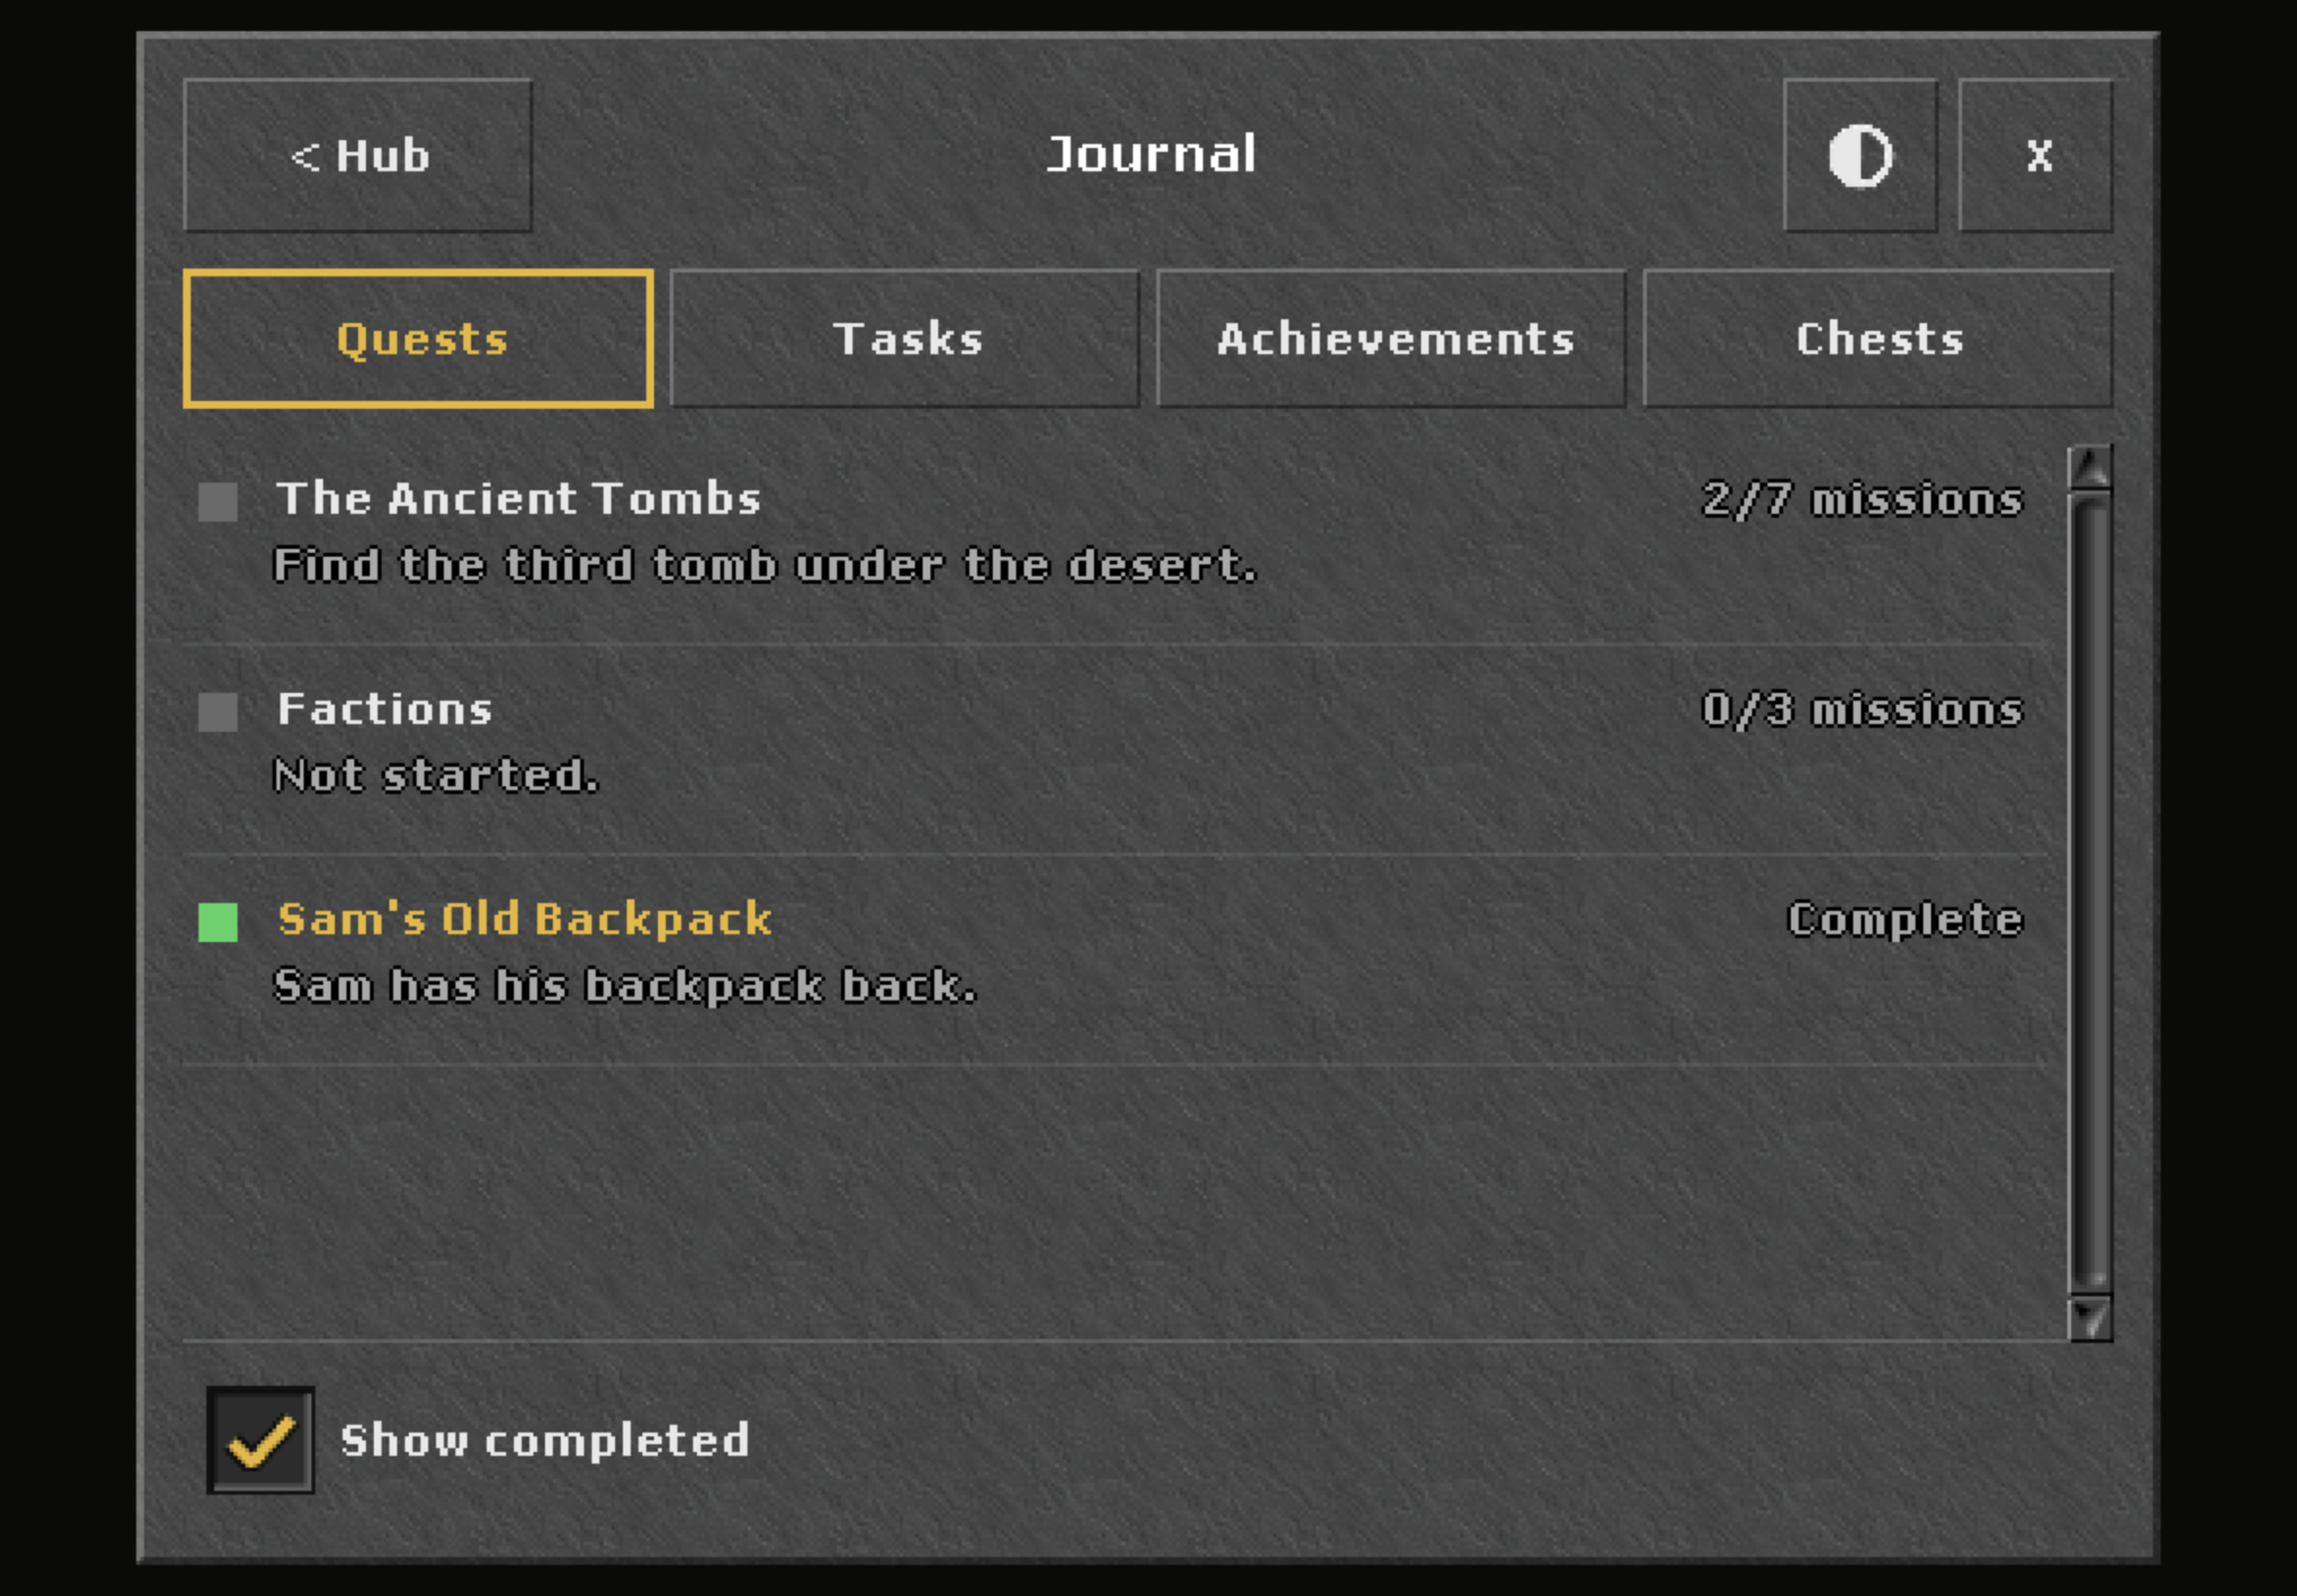 < Hub
Journal
X
Quests
Tasks
Achievements
Chests
The Ancient Tombs
2/7 missions
Find the third tomb under the desert.
Factions
0/3 missions
Not started.
Sam's Old Backpack
Complete
Sam has his backpack back.
Show completed